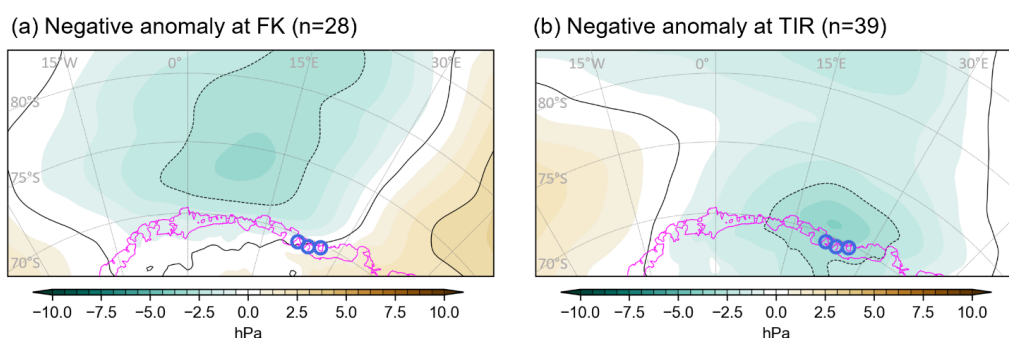 (a) Negative anomaly at FK (n=28)
15°W 0° 15°E 30°E
80°S
75°S
70°S
−10.0 −7.5 −5.0 −2.5 0.0 2.5 5.0 7.5 10.0
hPa
(b) Negative anomaly at TIR (n=39)
15°W 0° 15°E 30°E
80°S
75°S
70°S
−10.0 −7.5 −5.0 −2.5 0.0 2.5 5.0 7.5 10.0
hPa